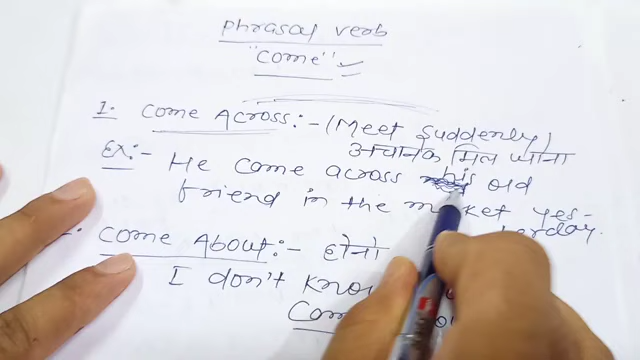 Phrasal verb
"Come"
1. Come Across:- (Meet Suddenly)
अचानक मिल जाना
Ex:- He come across his old
friend in the market yes-
terday.
Come About:- होना
I don't know
Com